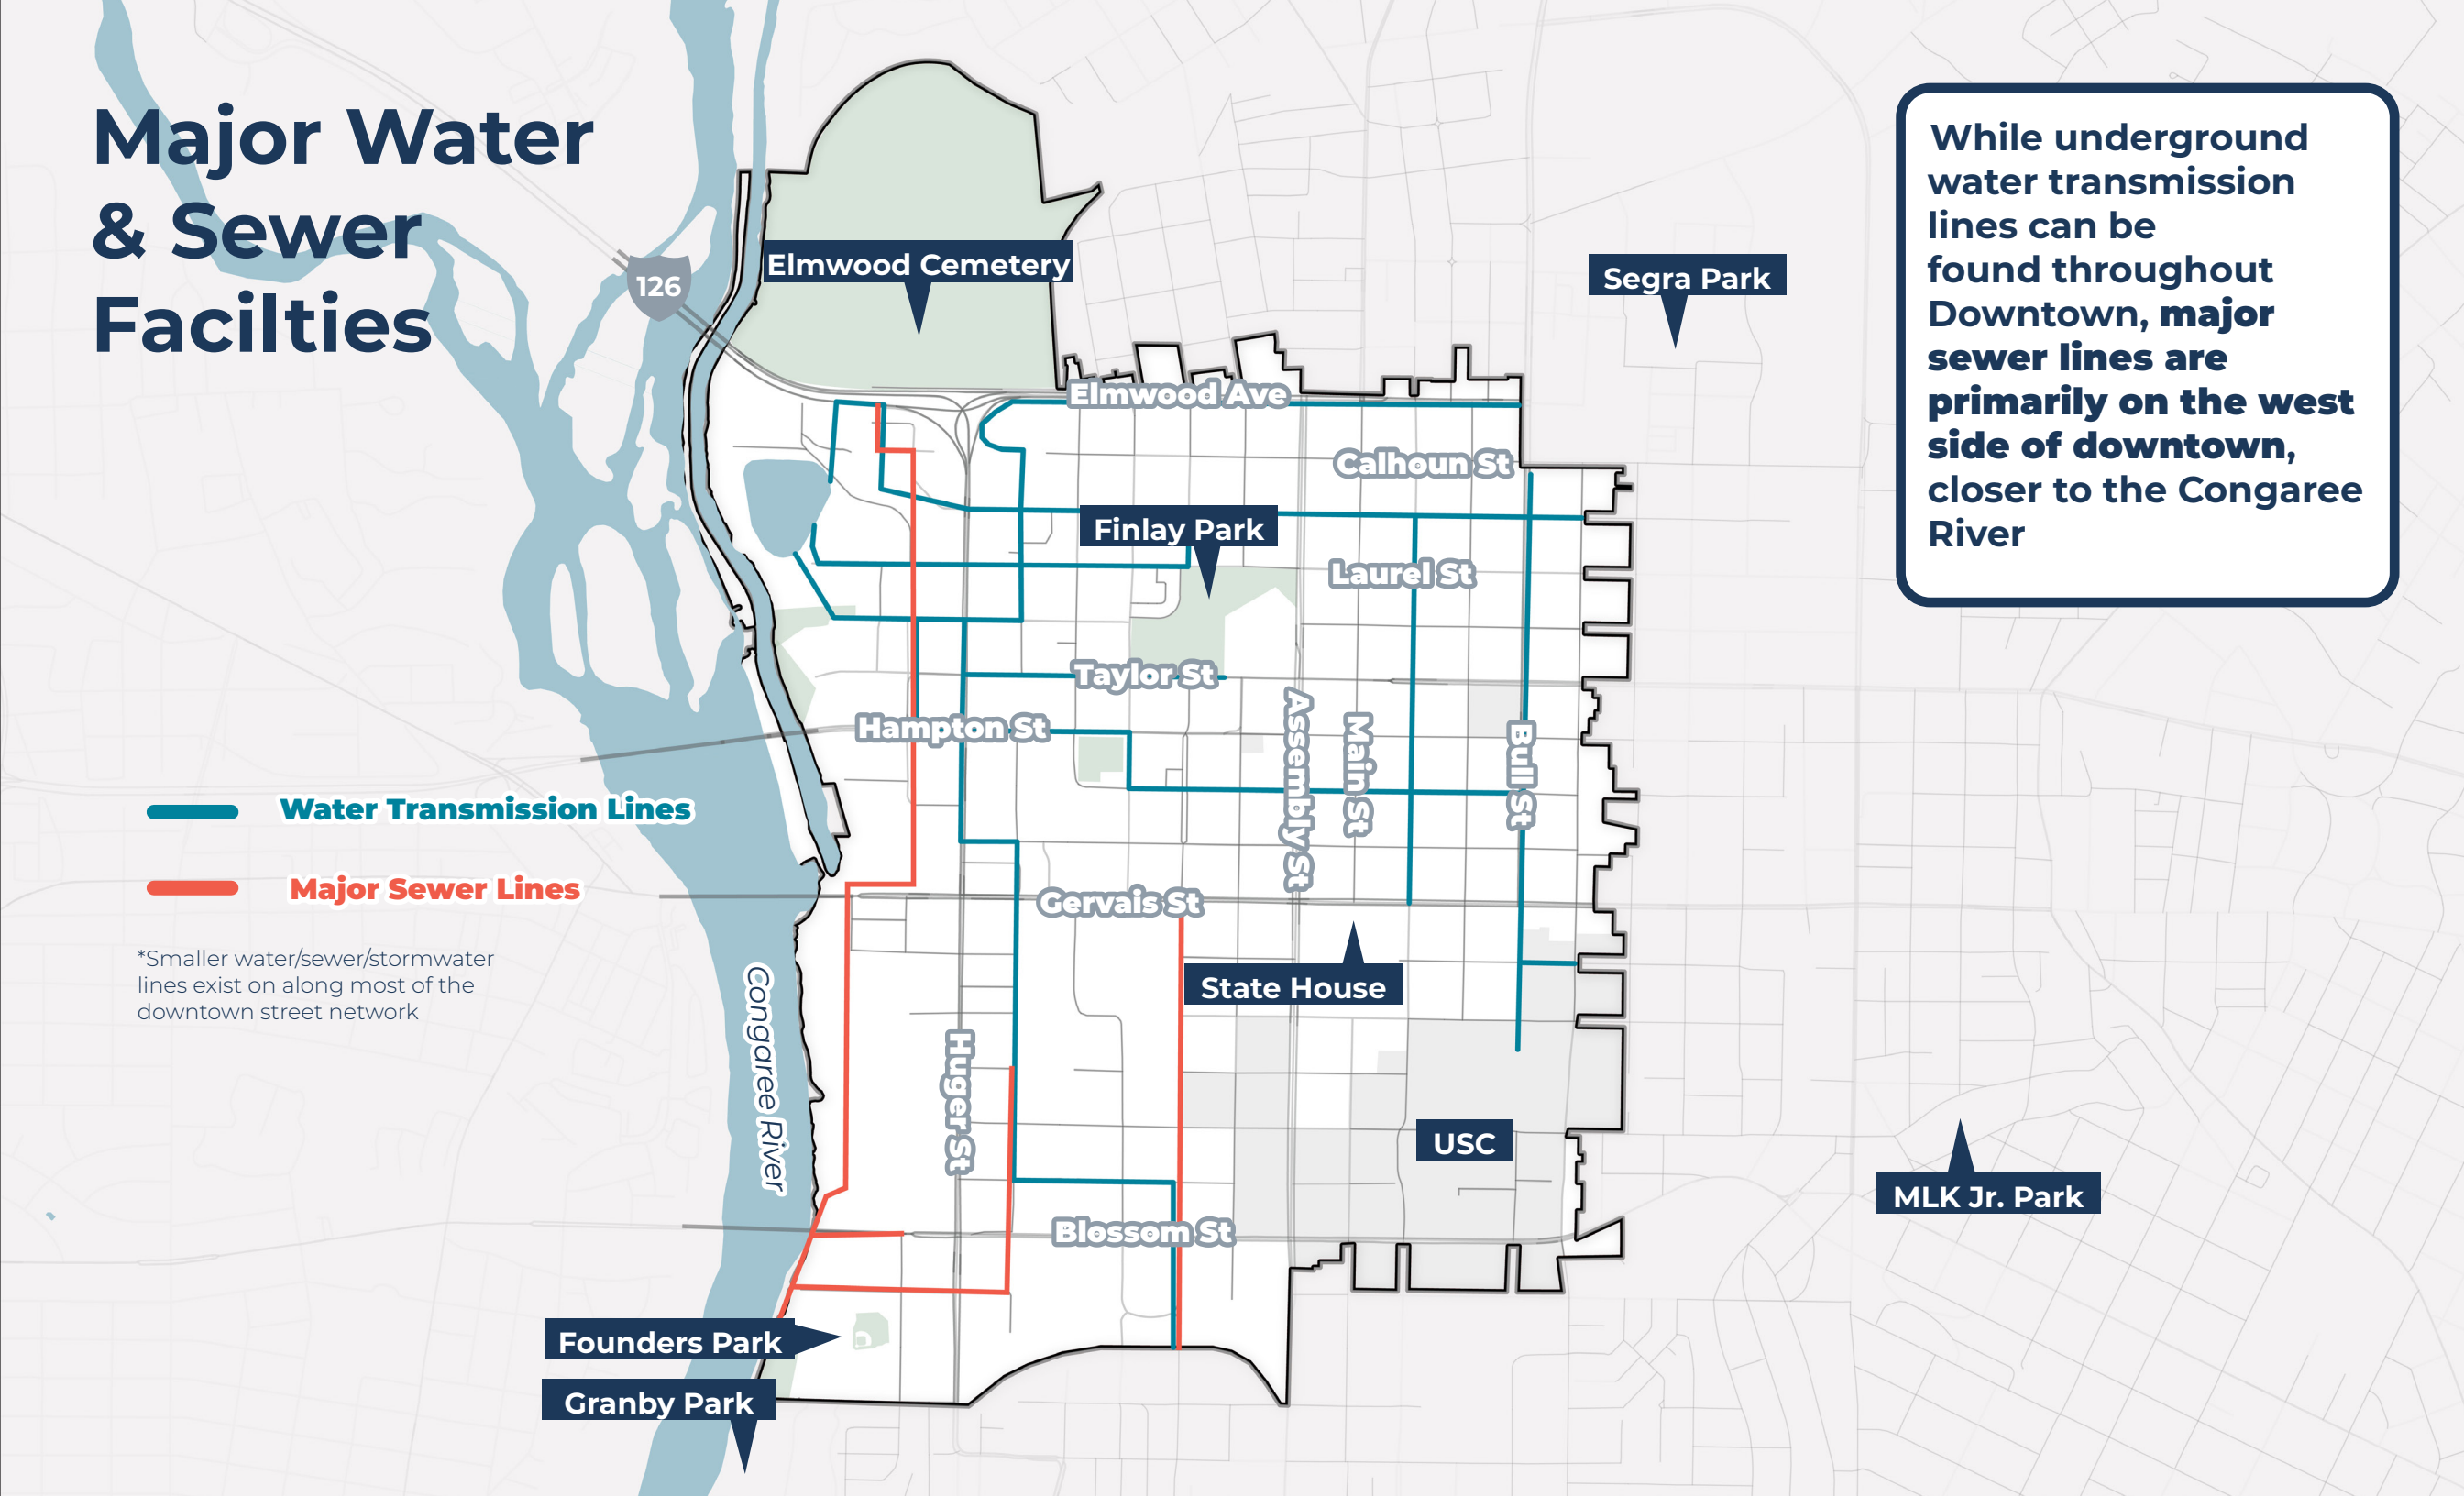 Major Water
& Sewer
Facilties
While underground
water transmission
lines can be
found throughout
Downtown, major
sewer lines are
primarily on the west
side of downtown,
closer to the Congaree
River
126
Elmwood Cemetery
Segra Park
Elmwood Ave
Calhoun St
Finlay Park
Laurel St
Taylor St
Hampton St
Assembly St
Main St
Bull St
Water Transmission Lines
Major Sewer Lines
*Smaller water/sewer/stormwater
lines exist on along most of the
downtown street network
Gervais St
State House
Congaree River
Huger St
USC
MLK Jr. Park
Blossom St
Founders Park
Granby Park